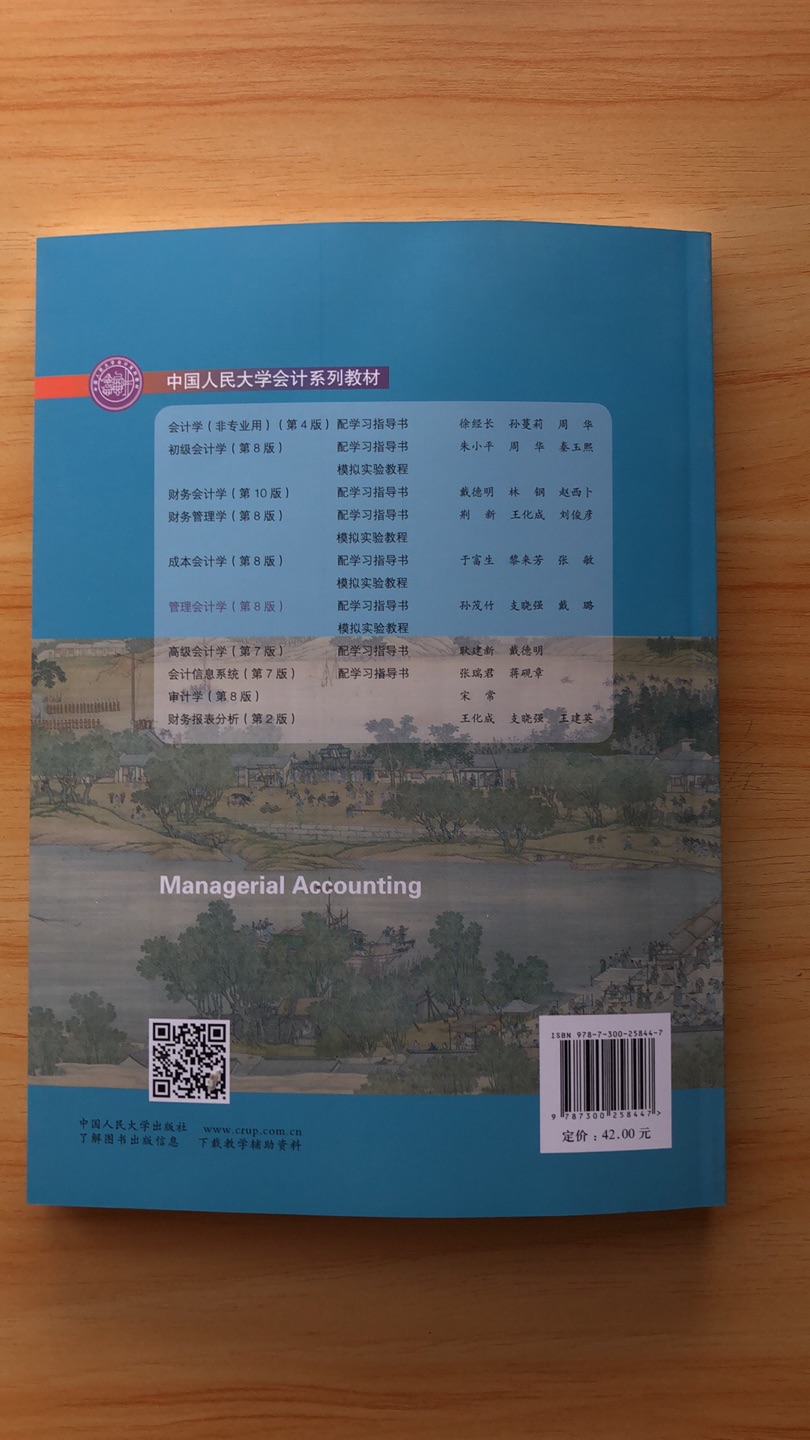 中国人民大学会计系列教材
会计学(非专业用)(第4版) 配学习指导书 徐经长 孙蔓莉 周 华
初级会计学(第8版) 配学习指导书 朱小平 周 华 秦玉熙
模拟实验教程
财务会计学(第10版) 配学习指导书 戴德明 林 钢 赵西卜
财务管理学(第8版) 配学习指导书 荆 新 王化成 刘俊彦
模拟实验教程
成本会计学(第8版) 配学习指导书 于富生 黎来芳 张 敏
模拟实验教程
管理会计学(第8版) 配学习指导书 孙茂竹 支晓强 戴 璐
模拟实验教程
高级会计学(第7版) 配学习指导书 耿建新 戴德明
会计信息系统(第7版) 配学习指导书 张瑞君 蒋砚章
审计学(第8版) 宋 常
财务报表分析(第2版) 王化成 支晓强 王建英
Managerial Accounting
ISBN 978-7-300-25844-7
9 787300 258447>
定价:42.00元
中国人民大学出版社 www.crup.com.cn
了解图书出版信息 下载教学辅助资料